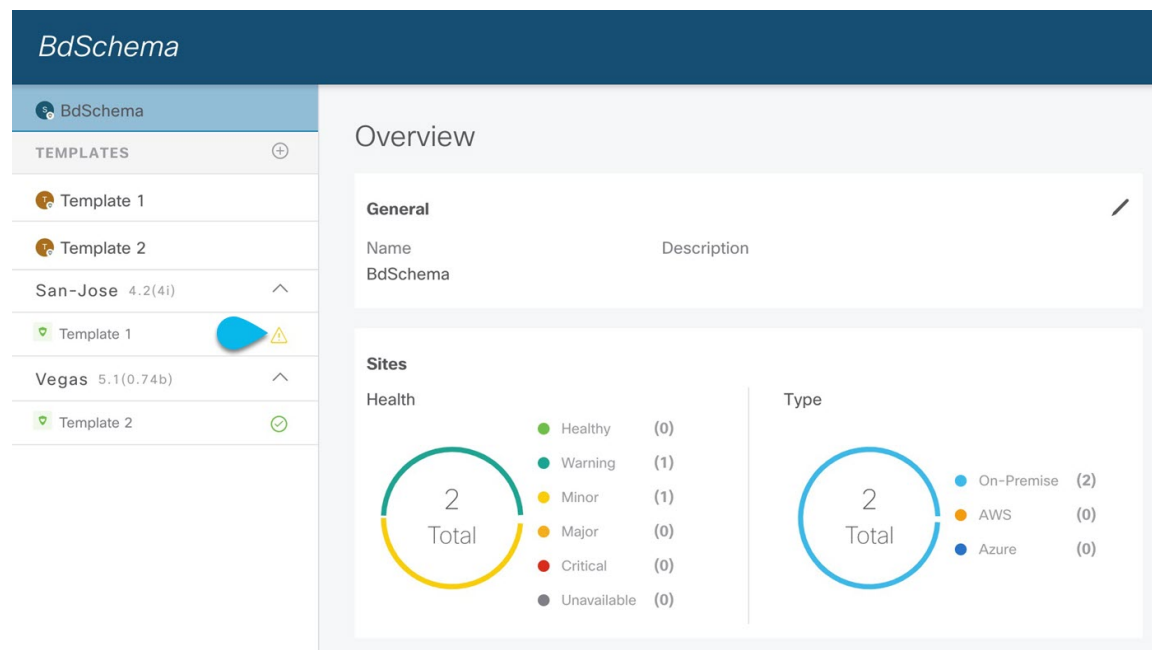 BdSchema
BdSchema
TEMPLATES
Template 1
Template 2
San-Jose 4.2(4i)
Template 1
Vegas 5.1(0.74b)
Template 2
Overview
General
Name Description
BdSchema
Sites
Health
2
Total
Healthy (0)
Warning (1)
Minor (1)
Major (0)
Critical (0)
Unavailable (0)
Type
2
Total
On-Premise (2)
AWS (0)
Azure (0)